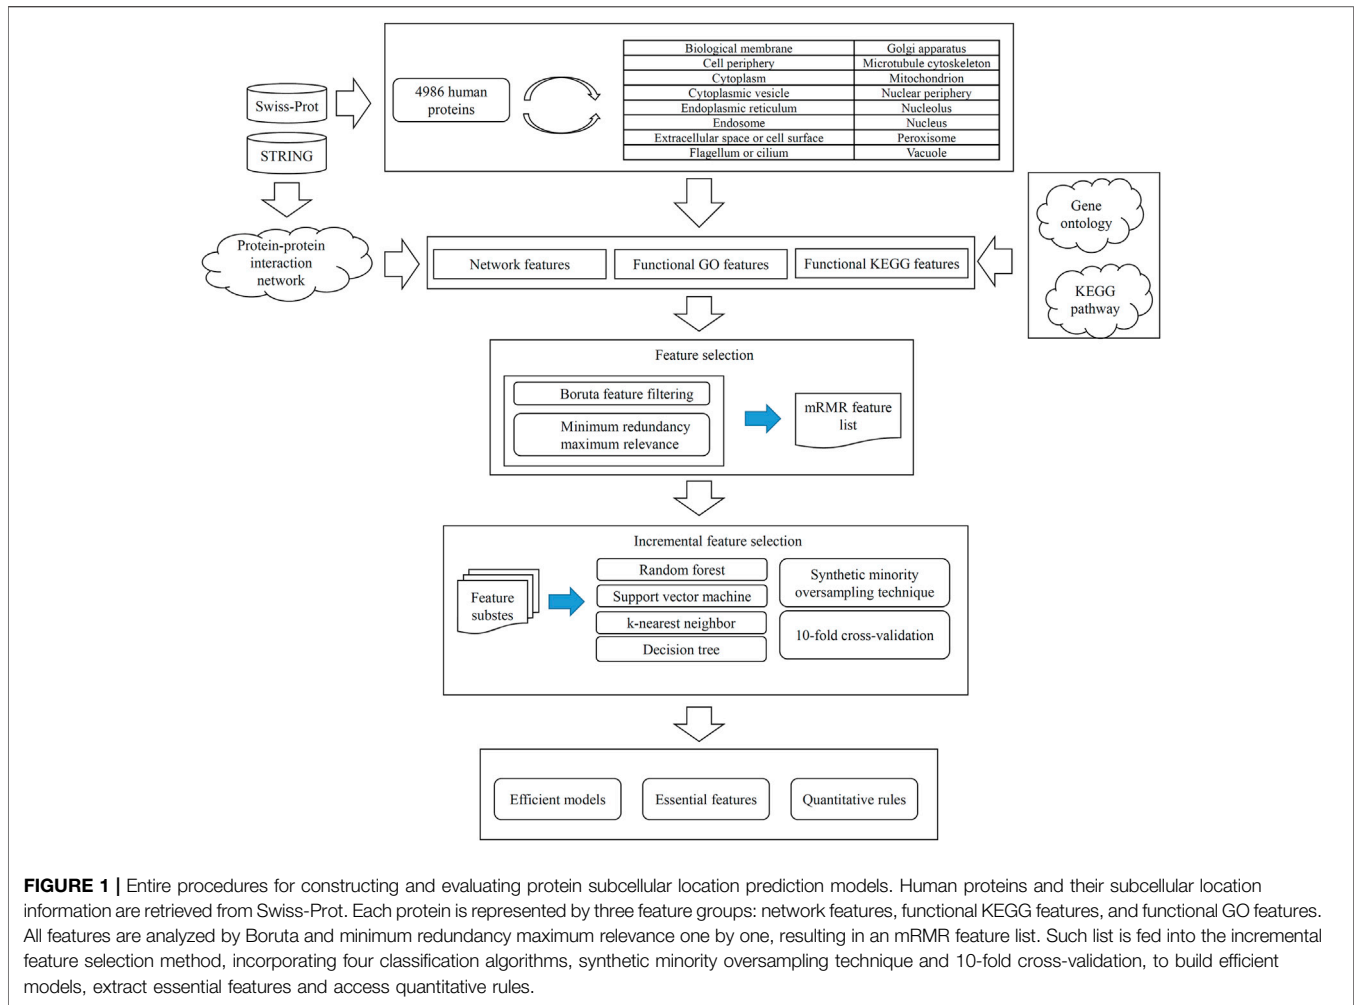 Swiss-Prot
STRING
4986 human
proteins
Biological membrane Golgi apparatus
Cell periphery Microtubule cytoskeleton
Cytoplasm Mitochondrion
Cytoplasmic vesicle Nuclear periphery
Endoplasmic reticulum Nucleolus
Endosome Nucleus
Extracellular space or cell surface Peroxisome
Flagellum or cilium Vacuole
Protein-protein
interaction
network
Network features
Functional GO features
Functional KEGG features
Gene
ontology
KEGG
pathway
Feature selection
Boruta feature filtering
Minimum redundancy
maximum relevance
mRMR feature
list
Incremental feature selection
Feature
substes
Random forest
Support vector machine
k-nearest neighbor
Decision tree
Synthetic minority
oversampling technique
10-fold cross-validation
Efficient models
Essential features
Quantitative rules
FIGURE 1 | Entire procedures for constructing and evaluating protein subcellular location prediction models. Human proteins and their subcellular location
information are retrieved from Swiss-Prot. Each protein is represented by three feature groups: network features, functional KEGG features, and functional GO features.
All features are analyzed by Boruta and minimum redundancy maximum relevance one by one, resulting in an mRMR feature list. Such list is fed into the incremental
feature selection method, incorporating four classification algorithms, synthetic minority oversampling technique and 10-fold cross-validation, to build efficient
models, extract essential features and access quantitative rules.